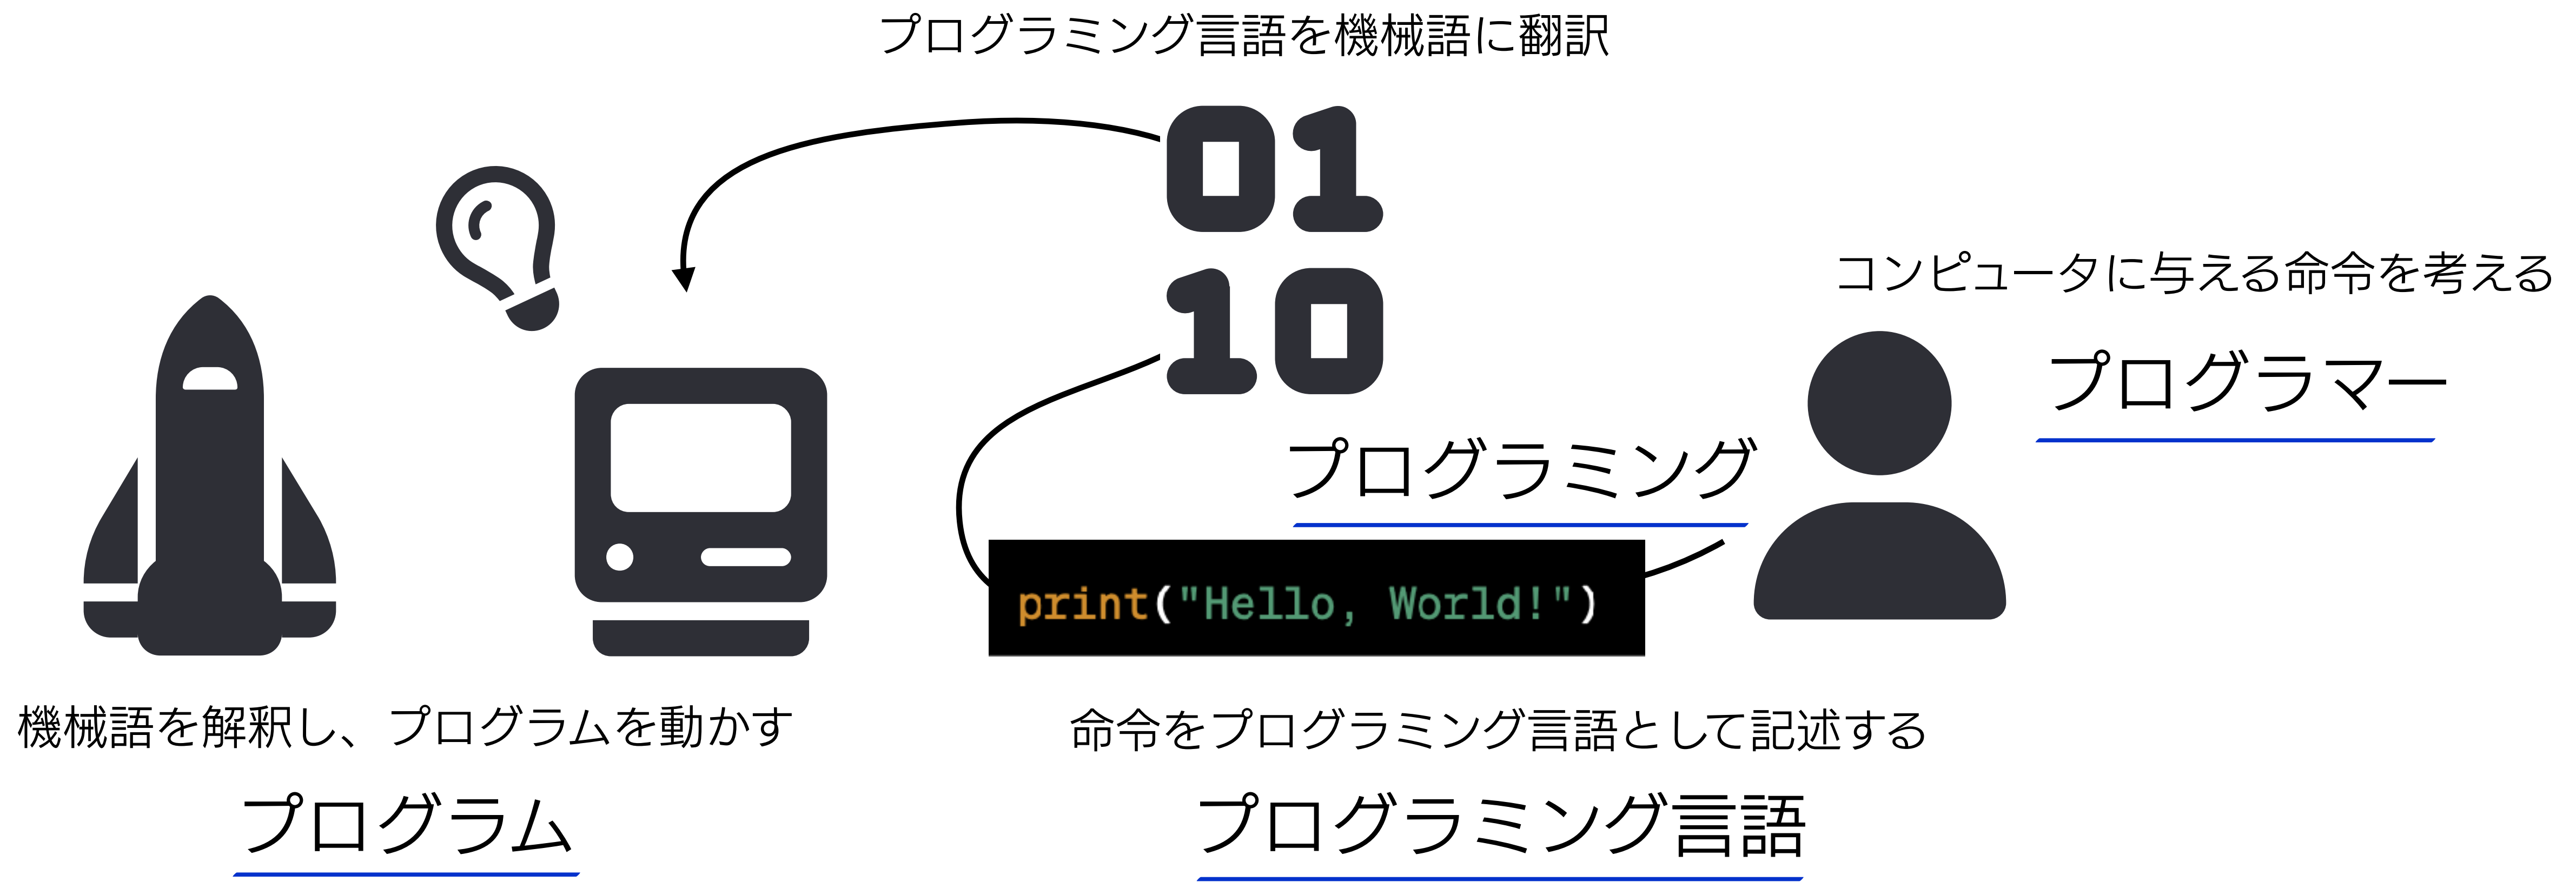 プログラミング言語を機械語に翻訳
01
10
コンピュータに与える命令を考える
プログラマー
プログラミング
print("Hello, World!")
機械語を解釈し、プログラムを動かす
命令をプログラミング言語として記述する
プログラム
プログラミング言語